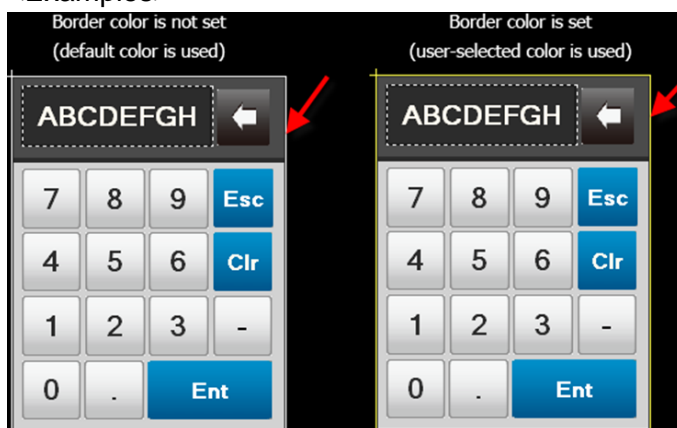 Examples
Border color is not set
(default color is used)
ABCDEFGH
7 8 9 Esc
4 5 6 Clr
1 2 3 -
0 . Ent
Border color is set
(user-selected color is used)
ABCDEFGH
7 8 9 Esc
4 5 6 Clr
1 2 3 -
0 . Ent